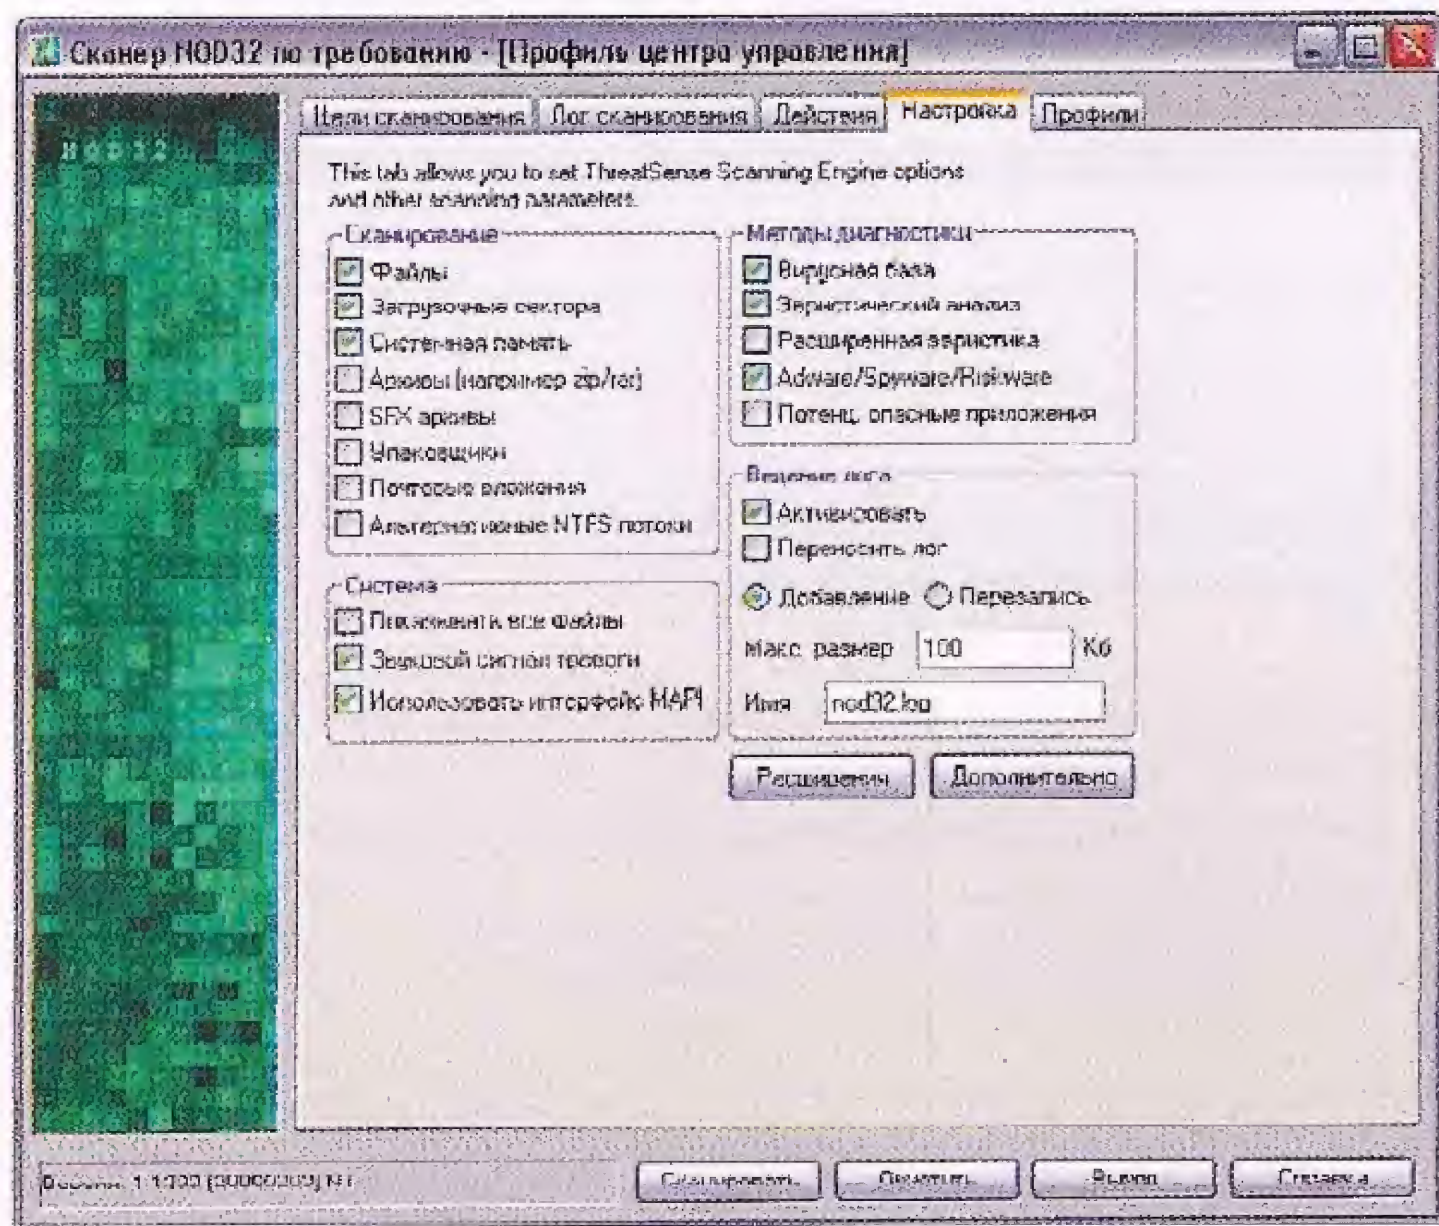 Сканер NOD32 по требованию - [Профиль центра управления]
NOD32
Цели сканирования Лог сканирования Действия Настройка Профили
This tab allows you to set ThreatSense Scanning Engine options
and other scanning parameters.
Сканирование
Файлы
Загрузочные сектора
Системная память
Архивы (например zip/rar)
SFX архивы
Упаковщики
Почтовые вложения
Альтернативные NTFS потоки
Система
Показывать все файлы
Звуковой сигнал тревоги
Использовать интерфейс MAPI
Методы диагностики
Вирусная база
Эвристический анализ
Расширенная эвристика
Adware/Spyware/Riskware
Потенц. опасные приложения
Ведение лога
Активировать
Переносить лог
Добавление Перезапись
Макс. размер 100 Кб
Имя nod32.log
Расширения Дополнительно
Версия
Сканировать Очистить Выход Справка